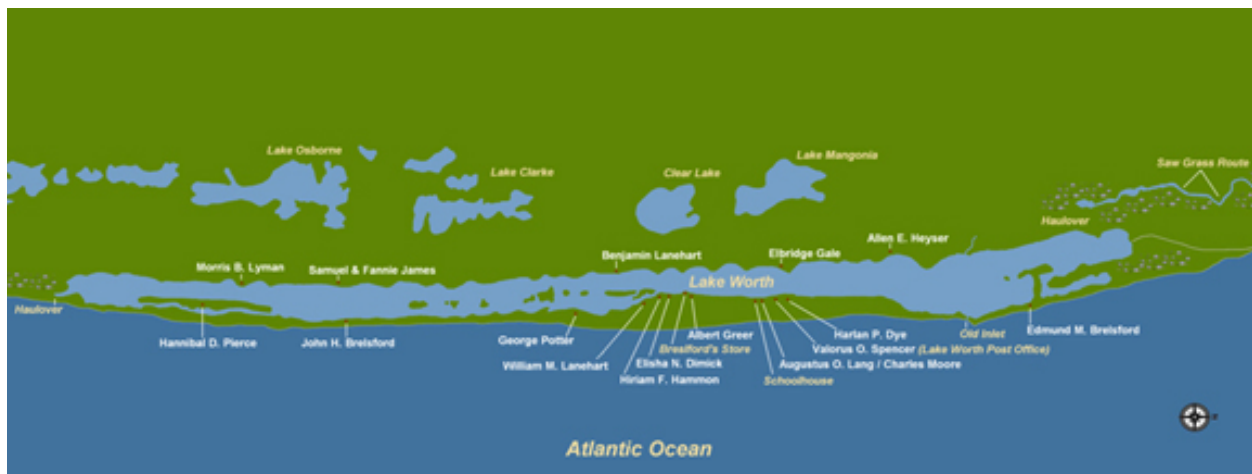 Lake Osborne
Lake Clarke
Clear Lake
Lake Mangonia
Saw Grass Route
Haulover
Allen E. Heyser
Elbridge Gale
Benjamin Lanehart
Morris B. Lyman
Samuel & Fannie James
Lake Worth
Haulover
Hannibal D. Pierce
John H. Brelsford
George Potter
William M. Lanehart
Hiriam F. Hammon
Elisha N. Dimick
Breslford's Store
Albert Greer
Schoolhouse
Augustus O. Lang / Charles Moore
Valorus O. Spencer (Lake Worth Post Office)
Harlan P. Dye
Old Inlet
Edmund M. Brelsford
Atlantic Ocean